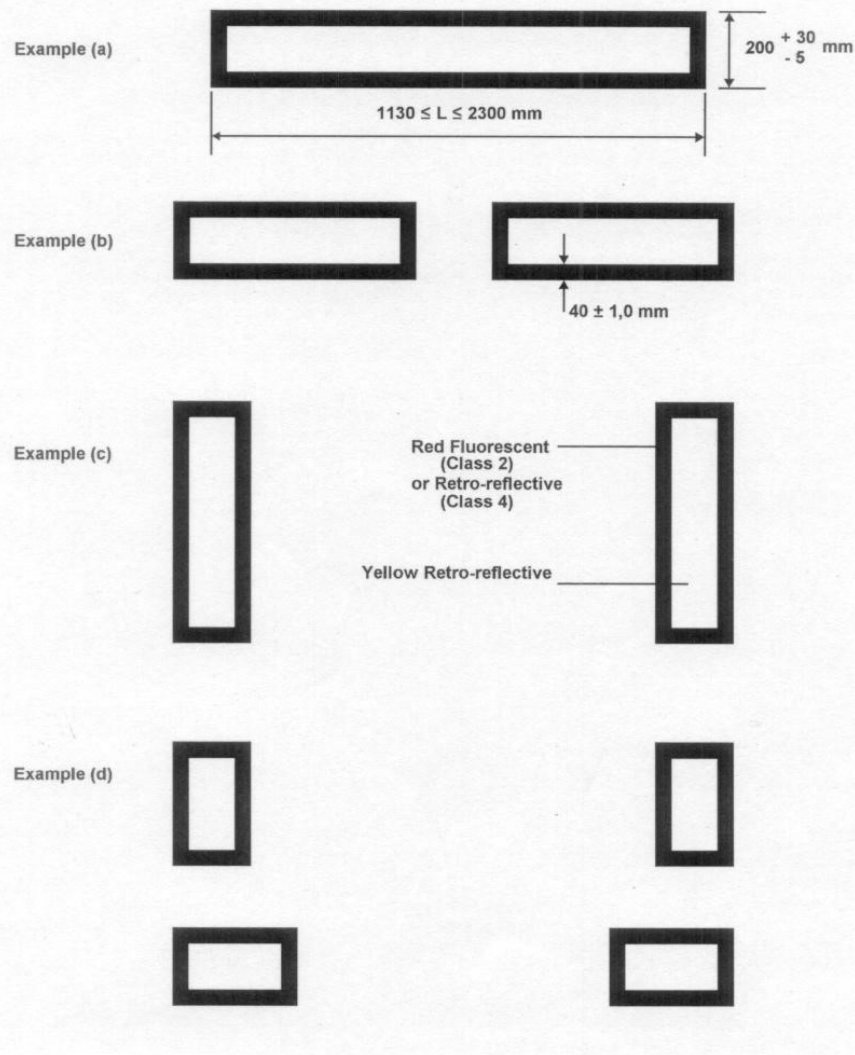 Example (a)
200 + 30 - 5 mm
1130 ≤ L ≤ 2300 mm
Example (b)
40 ± 1,0 mm
Example (c)
Red Fluorescent
(Class 2)
or Retro-reflective
(Class 4)
Yellow Retro-reflective
Example (d)